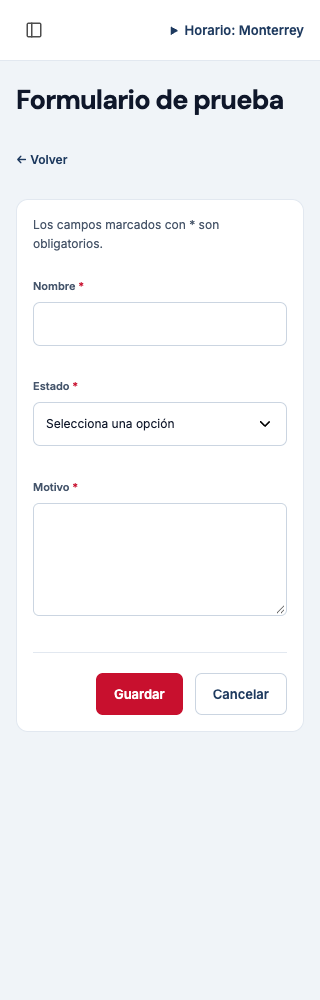 ▶ Horario: Monterrey
Formulario de prueba
← Volver
Los campos marcados con * son
obligatorios.
Nombre *
Estado *
Selecciona una opción
Motivo *
Guardar
Cancelar